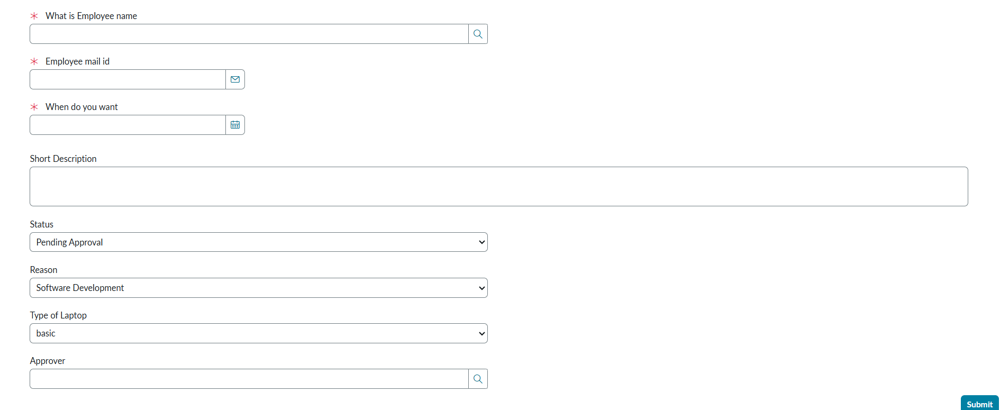 What is Employee name
Employee mail id
When do you want
Short Description
Status
Pending Approval
Reason
Software Development
Type of Laptop
basic
Approver
Submit